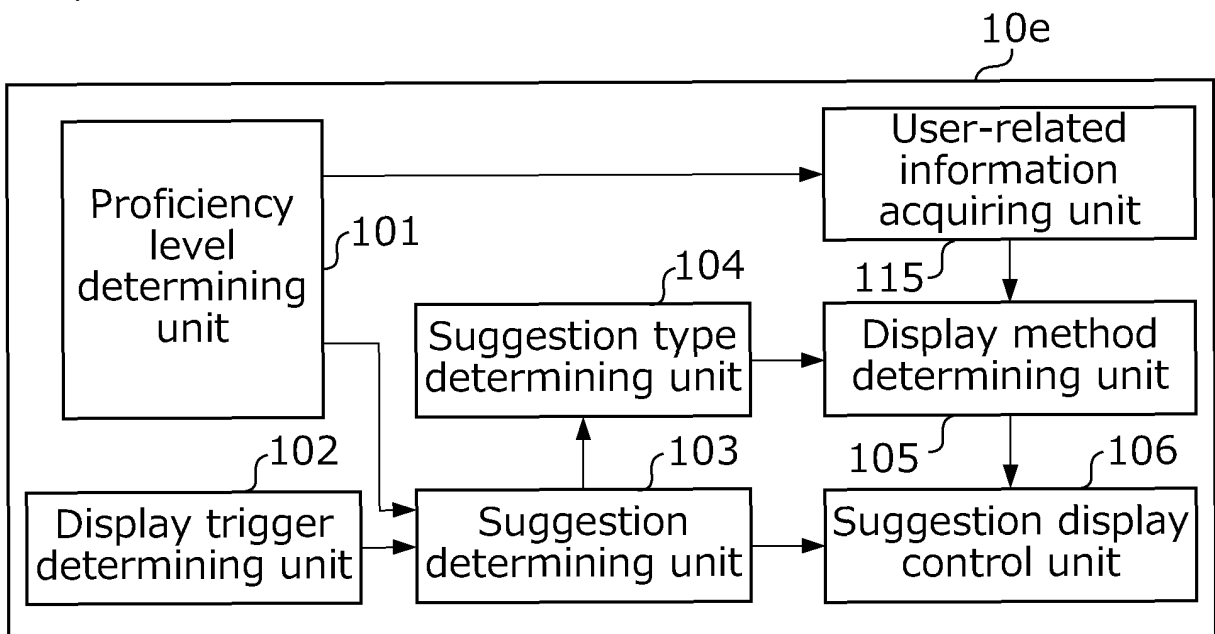 10e
Proficiency
level
determining
unit
101
User-related
information
acquiring unit
115
104
Suggestion type
determining unit
Display method
determining unit
105
102
Display trigger
determining unit
103
Suggestion
determining unit
106
Suggestion display
control unit